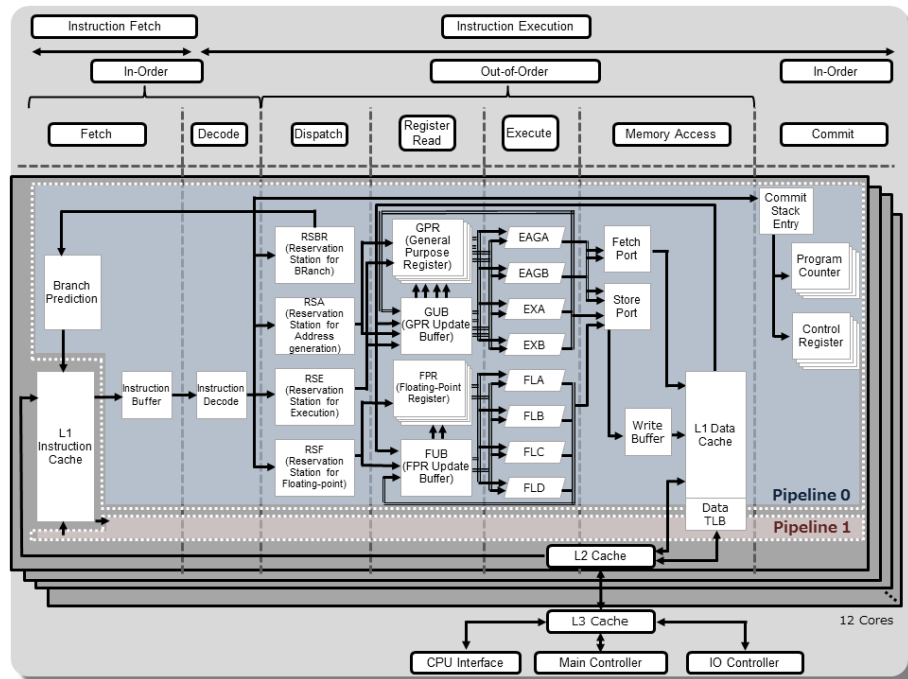 Instruction Fetch
Instruction Execution
In-Order
Out-of-Order
In-Order
Fetch
Decode
Dispatch
Register
Read
Execute
Memory Access
Commit
Branch
Prediction
L1
Instruction
Cache
Instruction
Buffer
Instruction
Decode
RSBR
(Reservation
Station for
BRanch)
RSA
(Reservation
Station for
Address
generation)
RSE
(Reservation
Station for
Execution)
RSF
(Reservation
Station for
Floating-point)
GPR
(General
Purpose
Register)
GUB
(GPR Update
Buffer)
FPR
(Floating-Point
Register)
FUB
(FPR Update
Buffer)
EAGA
EAGB
EXA
EXB
FLA
FLB
FLC
FLD
Fetch
Port
Store
Port
Write
Buffer
L1 Data
Cache
Data
TLB
Commit
Stack
Entry
Program
Counter
Control
Register
Pipeline 0
Pipeline 1
L2 Cache
L3 Cache
12 Cores
CPU Interface
Main Controller
IO Controller